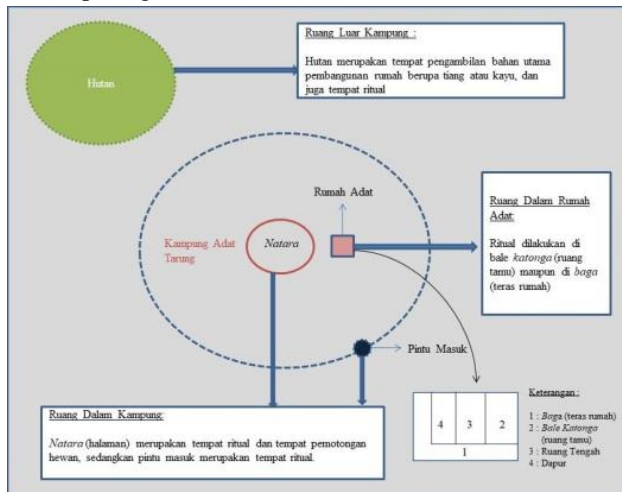 Ruang Luar Kampung :
Hutan merupakan tempat pengambilan bahan utama
pembangunan rumah berupa tiang atau kayu, dan
juga tempat ritual
Hutan
Rumah Adat
Kampung Adat
Tarung
Natara
Ruang Dalam Rumah
Adat:
Ritual dilakukan di
bale katonga (ruang
tamu) maupun di baga
(teras rumah)
Pintu Masuk
Ruang Dalam Kampung:
Natara (halaman) merupakan tempat ritual dan tempat pemotongan
hewan, sedangkan pintu masuk merupakan tempat ritual.
4 3 2
1
Keterangan :
1 : Baga (teras rumah)
2 : Bale Katonga
(ruang tamu)
3 : Ruang Tengah
4 : Dapur